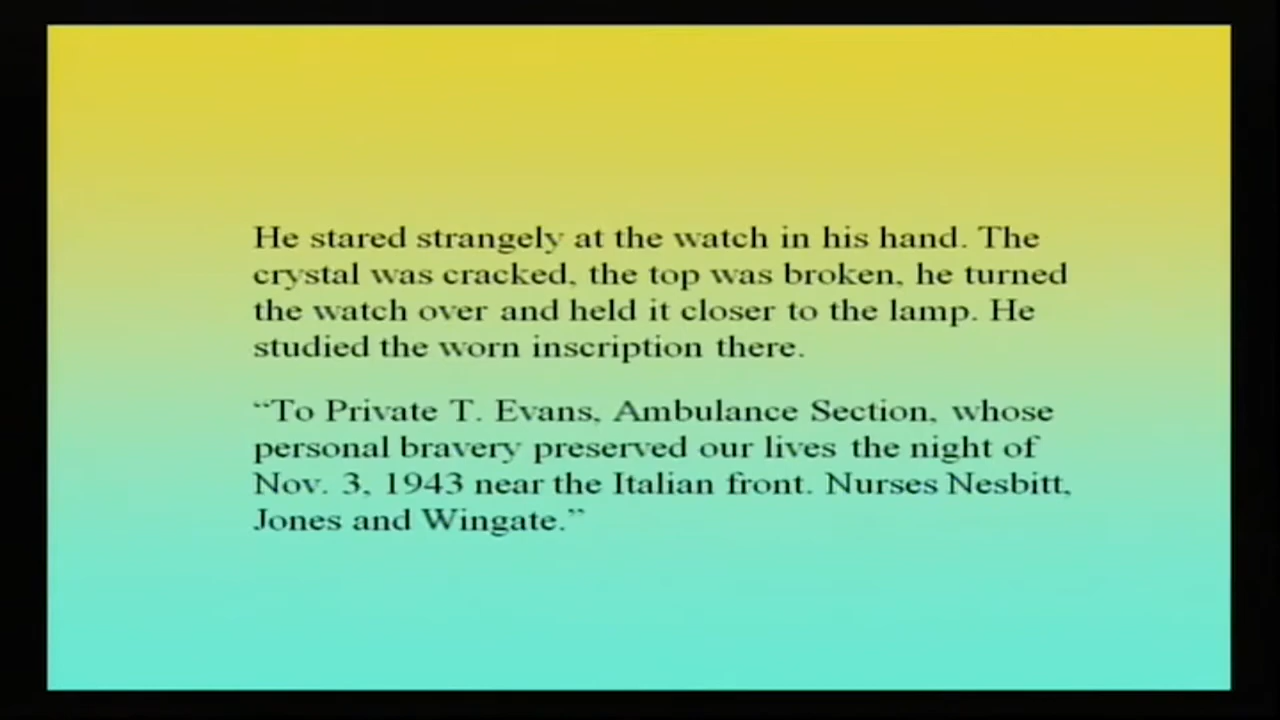 He stared strangely at the watch in his hand. The
crystal was cracked, the top was broken, he turned
the watch over and held it closer to the lamp. He
studied the worn inscription there.
“To Private T. Evans, Ambulance Section, whose
personal bravery preserved our lives the night of
Nov. 3, 1943 near the Italian front. Nurses Nesbitt,
Jones and Wingate.”